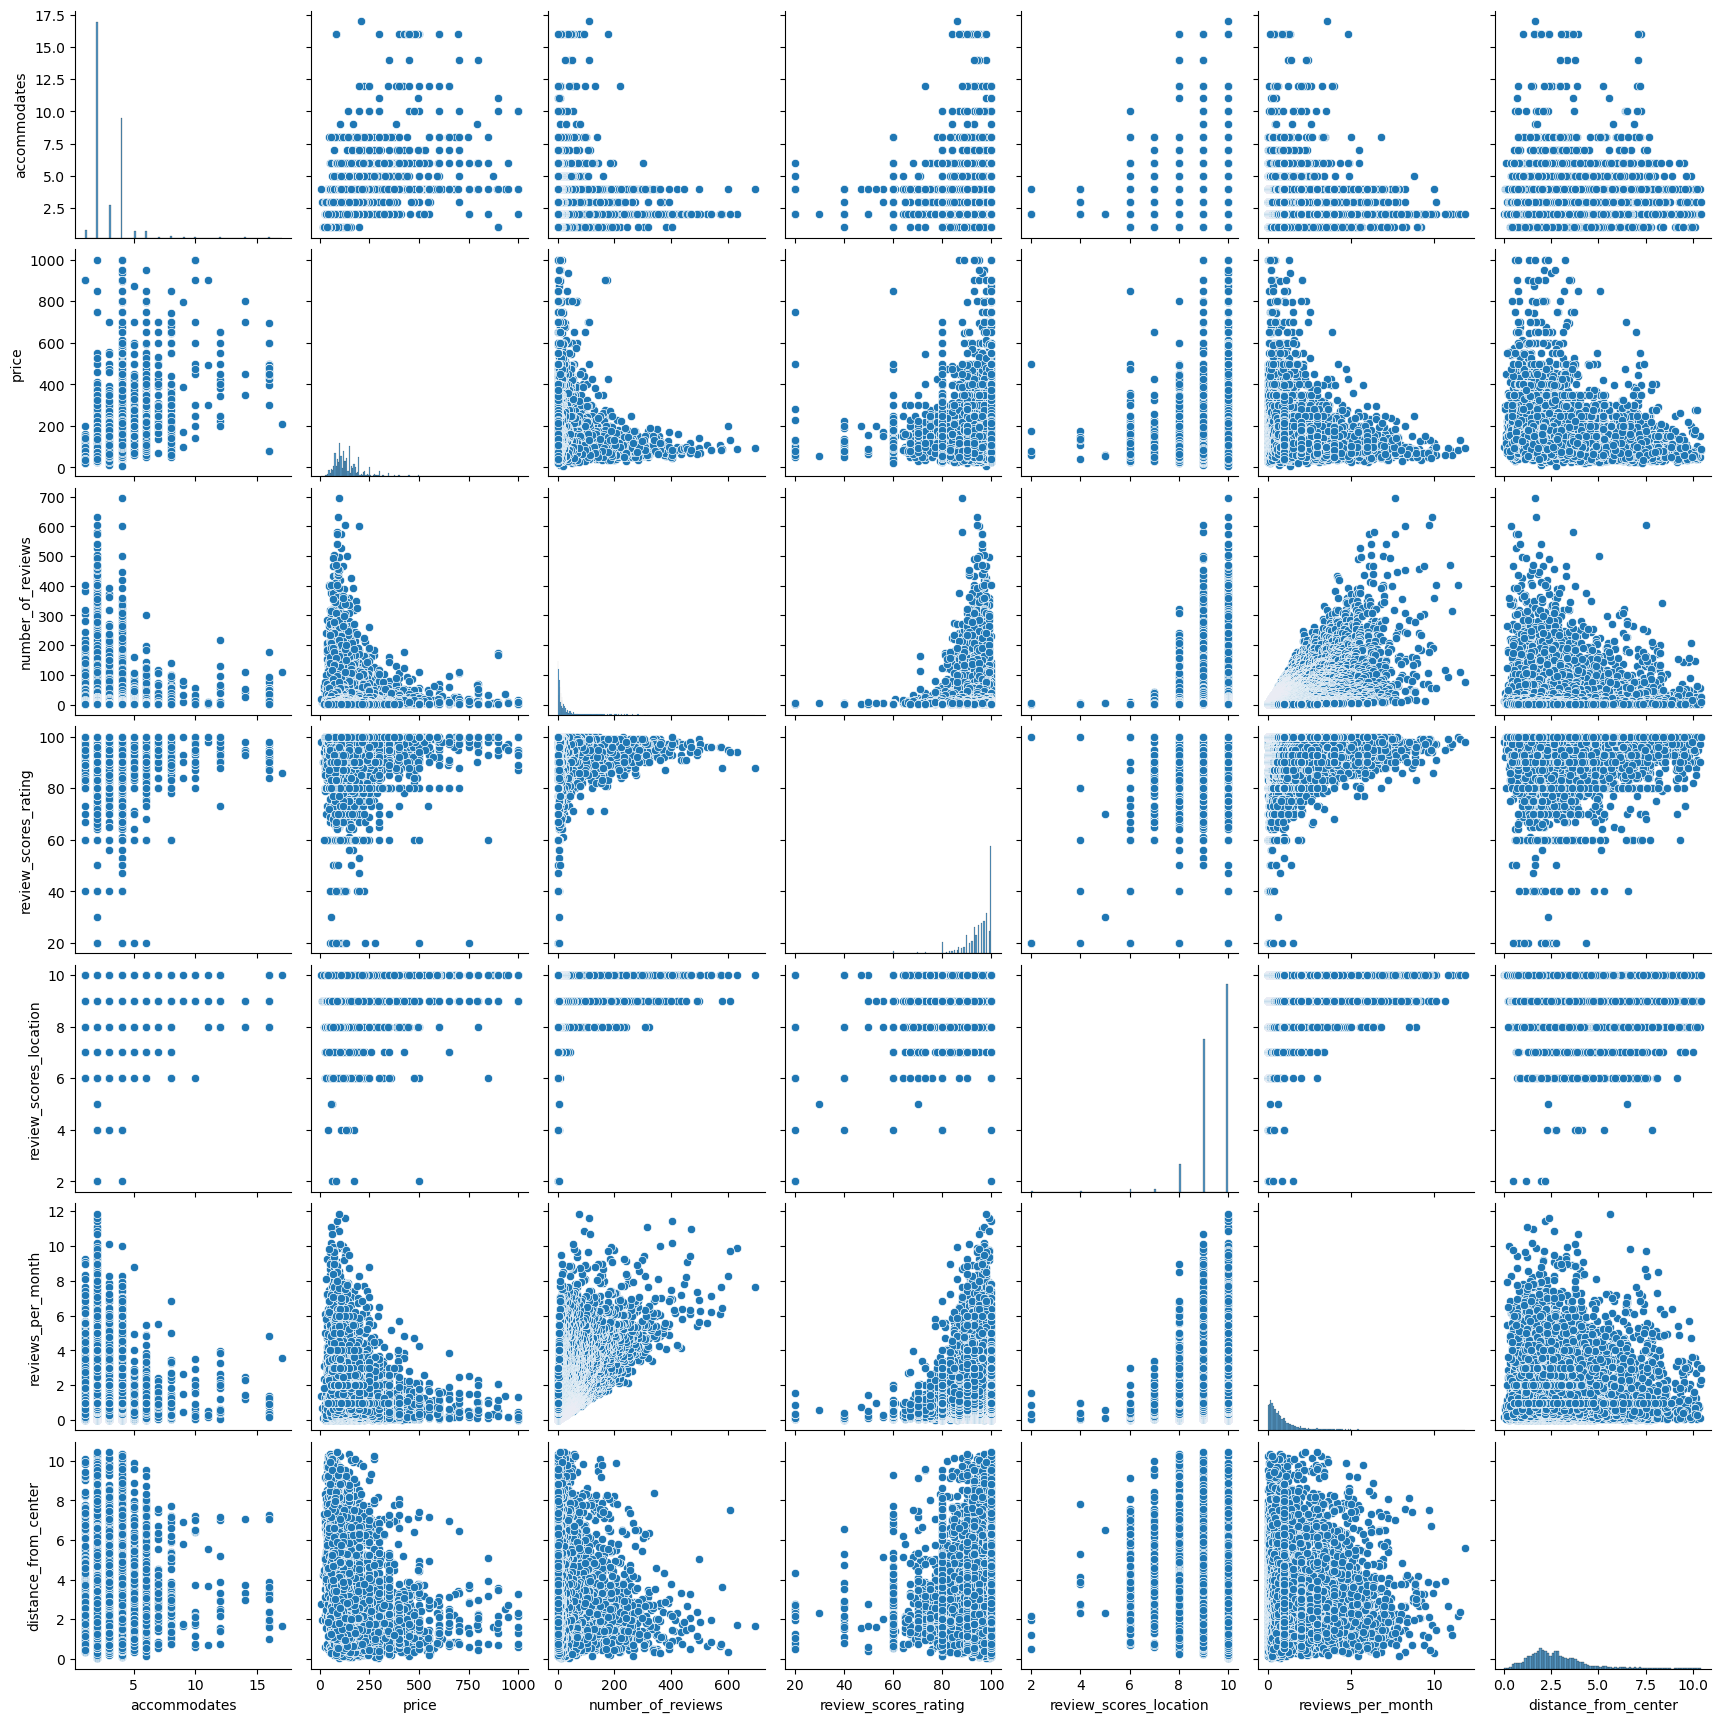 17.5
15.0
12.5
10.0
7.5
5.0
2.5
accommodates
1000
800
600
400
200
0
price
700
600
500
400
300
200
100
0
number_of_reviews
100
80
60
40
20
review_scores_rating
10
8
6
4
2
review_scores_location
12
10
8
6
4
2
0
reviews_per_month
10
8
6
4
2
0
distance_from_center
5 10 15
0 250 500 750 1000
0 200 400 600
20 40 60 80 100
2 4 6 8 10
0 5 10
0.0 2.5 5.0 7.5 10.0
accommodates price number_of_reviews review_scores_rating review_scores_location reviews_per_month distance_from_center